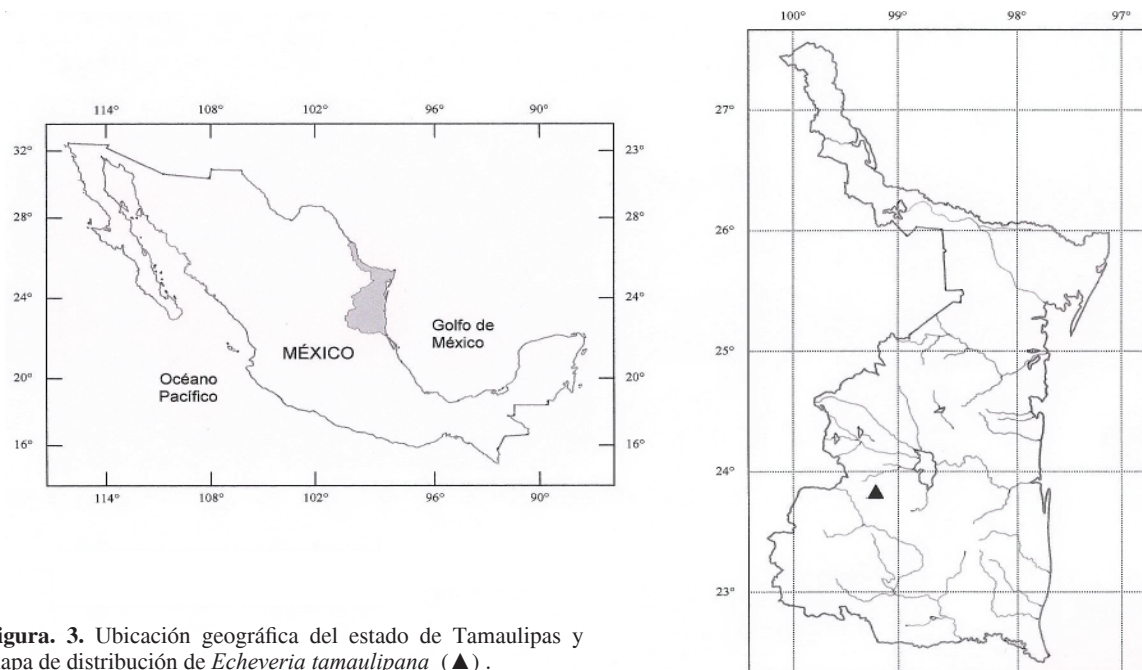 114° 108° 102° 96° 90°
32° 23°
28° 28°
24° 24°
Golfo de
México
MÉXICO
20° 20°
Océano
Pacífico
16° 16°
114° 108° 102° 96° 90°
100° 99° 98° 97°
27°
26°
25°
24°
▲
23°
igura. 3. Ubicación geográfica del estado de Tamaulipas y
apa de distribución de Echeveria tamaulipana (▲) .